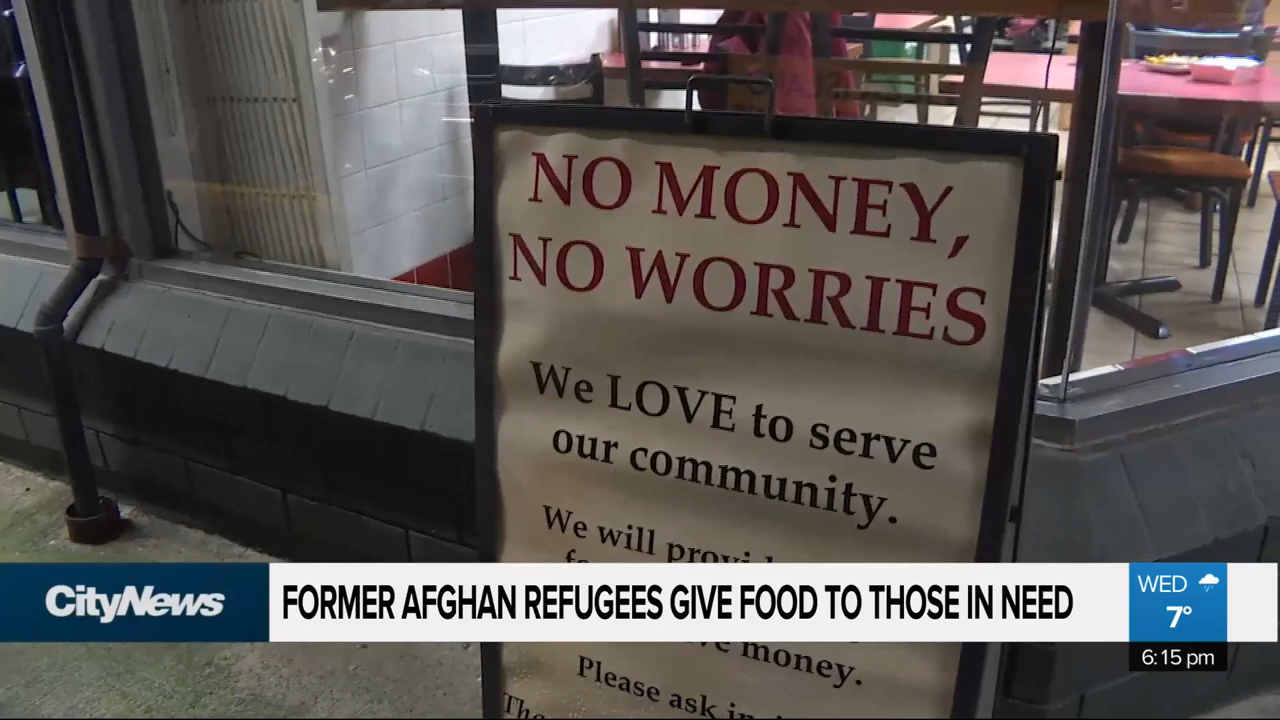 NO MONEY,
NO WORRIES
We LOVE to serve
our community.
We will
money.
Please ask
CityNews
FORMER AFGHAN REFUGEES GIVE FOOD TO THOSE IN NEED
WED
7°
6:15 pm